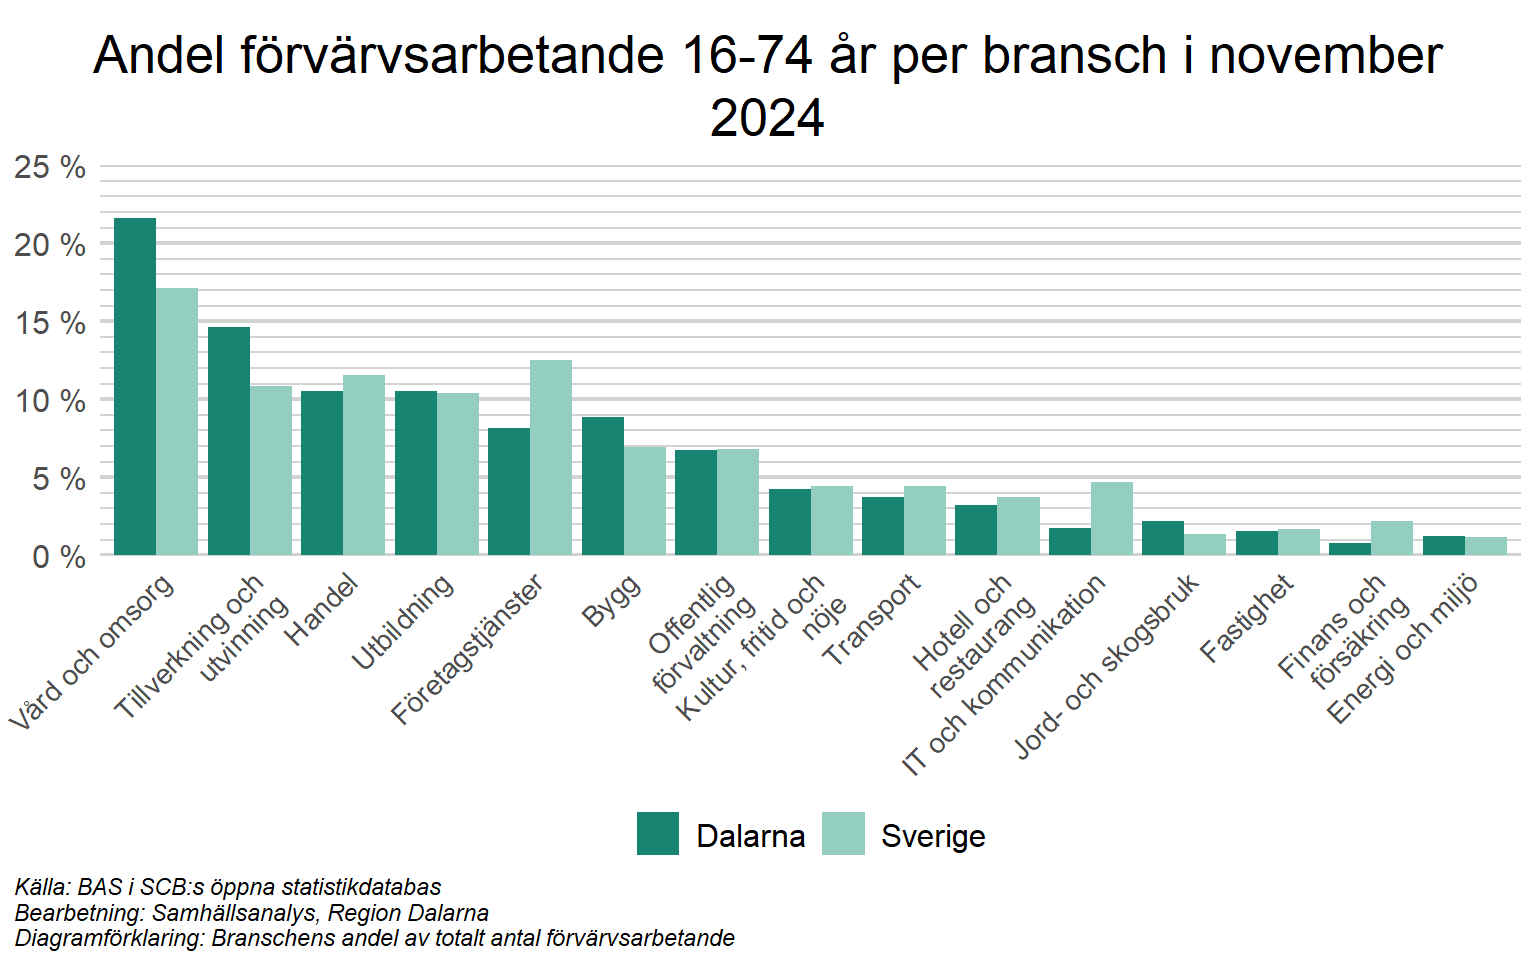 Andel förvärvsarbetande 16-74 år per bransch i november
2024
25 %
20 %
15 %
10 %
5 %
0 %
Vård och omsorg
Tillverkning och
utvinning
Handel
Utbildning
Företagstjänster
Bygg
Offentlig
förvaltning
Kultur, fritid och
nöje
Transport
Hotell och
restaurang
IT och kommunikation
Jord- och skogsbruk
Fastighet
Finans och
försäkring
Energi och miljö
Dalarna
Sverige
Källa: BAS i SCB:s öppna statistikdatabas
Bearbetning: Samhällsanalys, Region Dalarna
Diagramförklaring: Branschens andel av totalt antal förvärvsarbetande